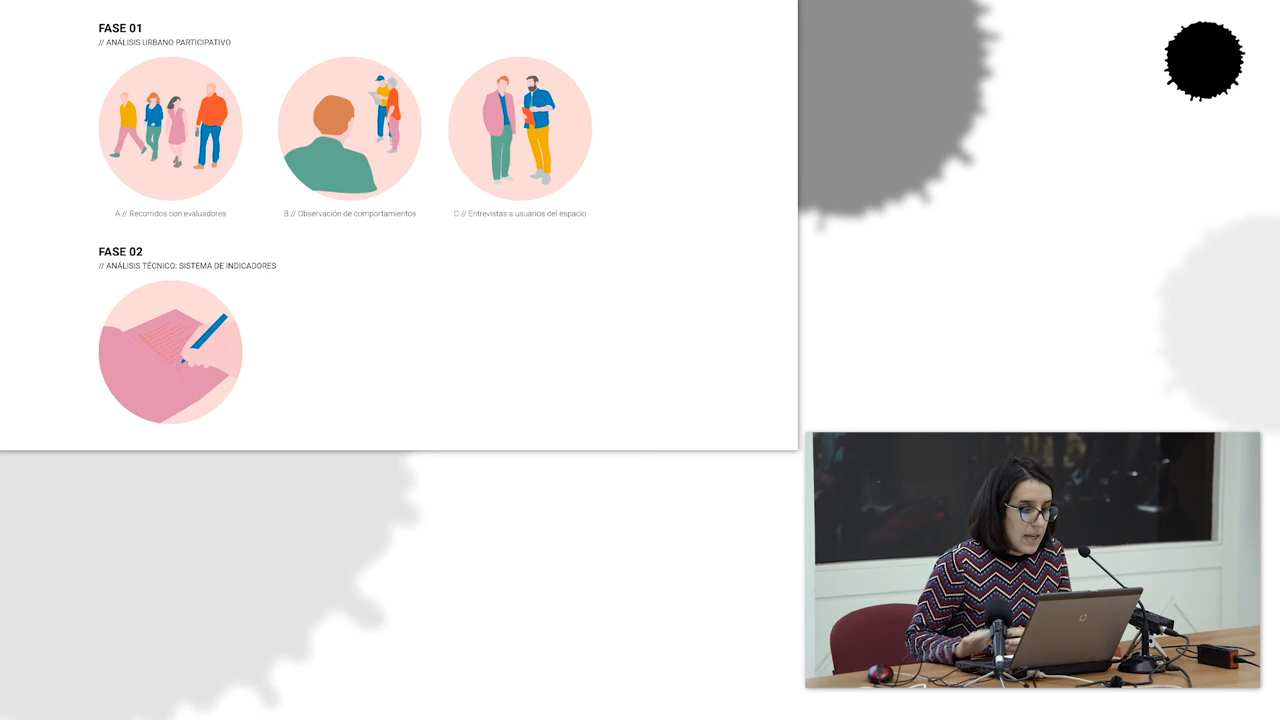 FASE 01
// ANÁLISIS URBANO PARTICIPATIVO
A // Recorridos con evaluadores
B // Observación de comportamientos
C // Entrevistas a usuarios del espacio
FASE 02
// ANÁLISIS TÉCNICO: SISTEMA DE INDICADORES